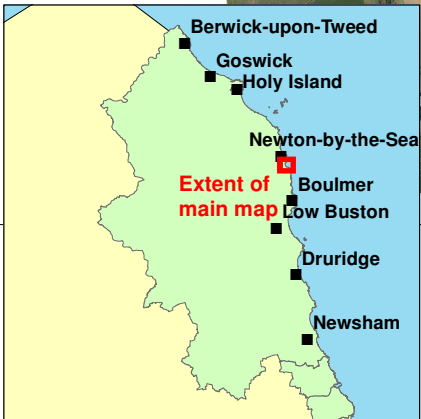 Berwick-upon-Tweed
Goswick
Holy Island
Newton-by-the-Sea
Extent of
main map
Boulmer
Low Buston
Druridge
Newsham